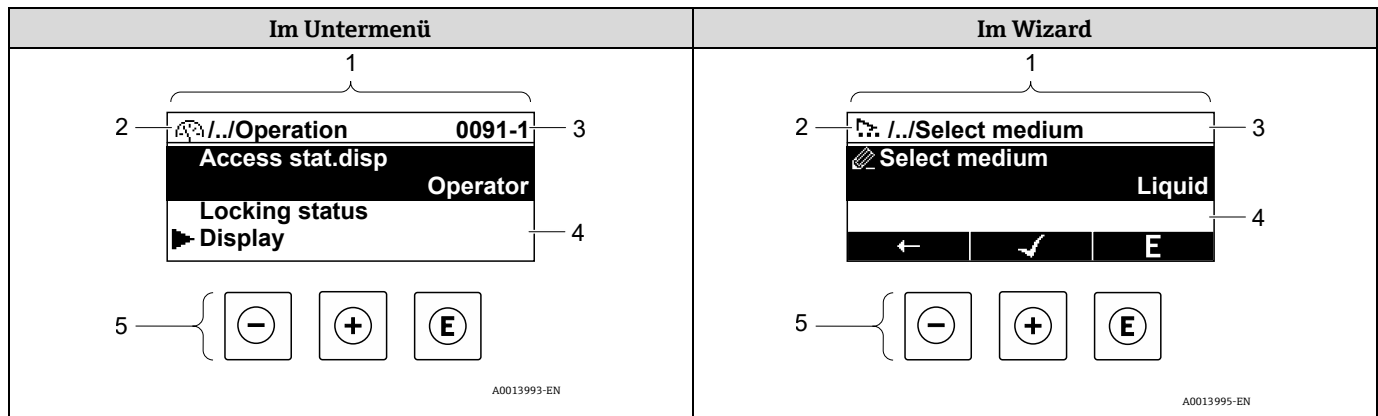 Im Untermenü
Im Wizard
1
2
/../Operation 0091-1
3
Access stat.disp
Operator
Locking status
Display
4
5
- + E
A0013993-EN
1
2
/../Select medium
3
Select medium
Liquid
4
← ✓ E
5
- + E
A0013995-EN